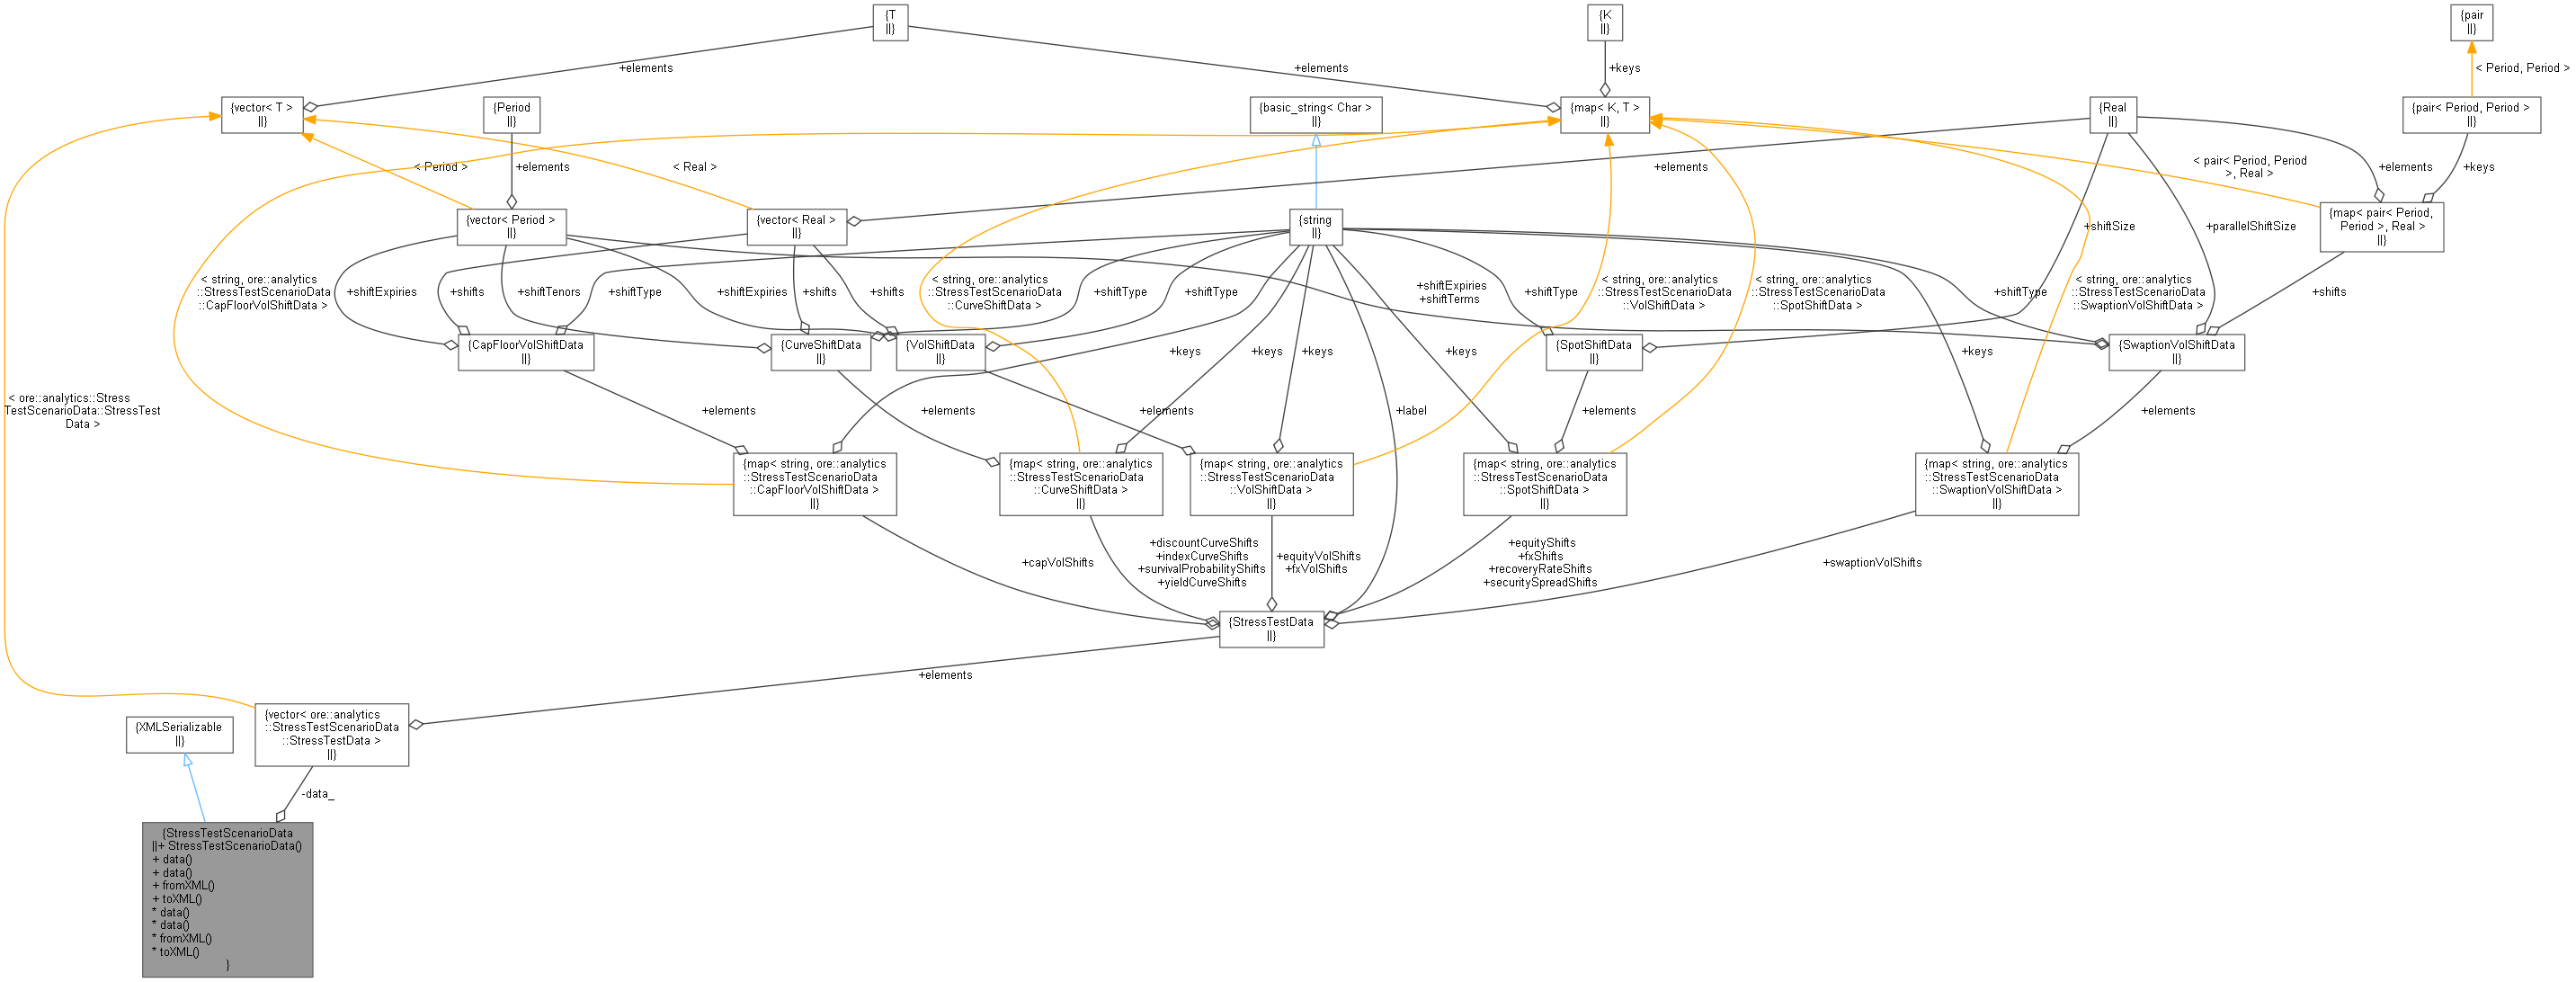 {T
||}
{K
||}
{pair
||}
+elements
+elements
+keys
< Period, Period >
{vector< T >
||}
{Period
||}
{basic_string< Char >
||}
{map< K, T >
||}
{Real
||}
{pair< Period, Period >
||}
< Period >
+elements
< Real >
+elements
< pair< Period, Period
>, Real >
+elements
+keys
{vector< Period >
||}
{vector< Real >
||}
{string
||}
+shiftSize
+parallelShiftSize
{map< pair< Period,
Period >, Real >
||}
< string, ore::analytics
::StressTestScenarioData
::CapFloorVolShiftData >
+shiftExpiries
+shifts
+shiftTenors
+shiftType
+shiftExpiries
+shifts
+shifts
< string, ore::analytics
::StressTestScenarioData
::CurveShiftData >
+shiftType
+shiftType
+shiftExpiries
+shiftTerms
+shiftType
< string, ore::analytics
::StressTestScenarioData
::VolShiftData >
< string, ore::analytics
::StressTestScenarioData
::SpotShiftData >
+shiftType
< string, ore::analytics
::StressTestScenarioData
::SwaptionVolShiftData >
+shifts
{CapFloorVolShiftData
||}
{CurveShiftData
||}
{VolShiftData
||}
{SpotShiftData
||}
{SwaptionVolShiftData
||}
+keys
+keys
+keys
+keys
+keys
< ore::analytics::Stress
TestScenarioData::StressTest
Data >
+elements
+elements
+elements
+label
+elements
+elements
{map< string, ore::analytics
::StressTestScenarioData
::CapFloorVolShiftData >
||}
{map< string, ore::analytics
::StressTestScenarioData
::CurveShiftData >
||}
{map< string, ore::analytics
::StressTestScenarioData
::VolShiftData >
||}
{map< string, ore::analytics
::StressTestScenarioData
::SpotShiftData >
||}
{map< string, ore::analytics
::StressTestScenarioData
::SwaptionVolShiftData >
||}
+capVolShifts
+discountCurveShifts
+indexCurveShifts
+survivalProbabilityShifts
+yieldCurveShifts
+equityVolShifts
+fxVolShifts
+equityShifts
+fxShifts
+recoveryRateShifts
+securitySpreadShifts
+swaptionVolShifts
{StressTestData
||}
+elements
{XMLSerializable
||}
{vector< ore::analytics
::StressTestScenarioData
::StressTestData >
||}
-data_
{StressTestScenarioData
||+ StressTestScenarioData()
+ data()
+ data()
+ fromXML()
+ toXML()
* data()
* data()
* fromXML()
* toXML()
}